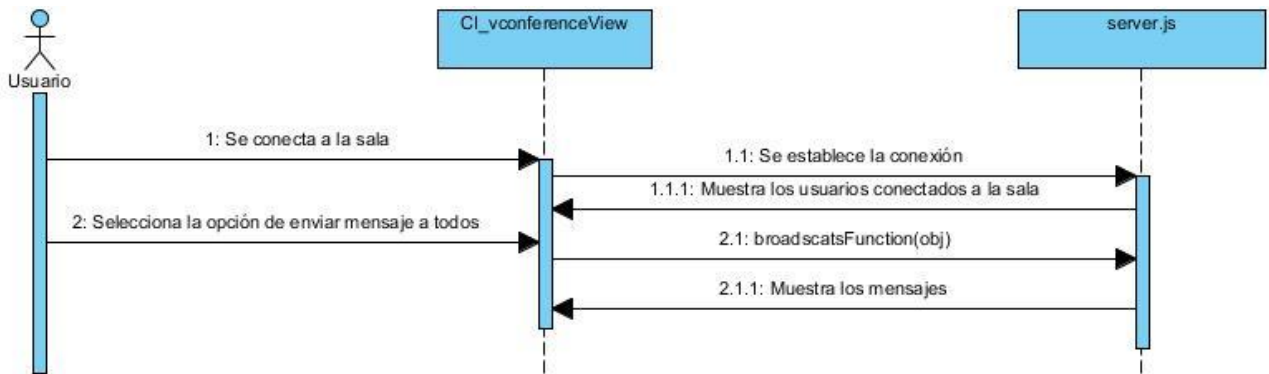 CI_vconferenceView
server.js
Usuario
1: Se conecta a la sala
1.1: Se establece la conexión
1.1.1: Muestra los usuarios conectados a la sala
2: Selecciona la opción de enviar mensaje a todos
2.1: broadscatsFunction(obj)
2.1.1: Muestra los mensajes